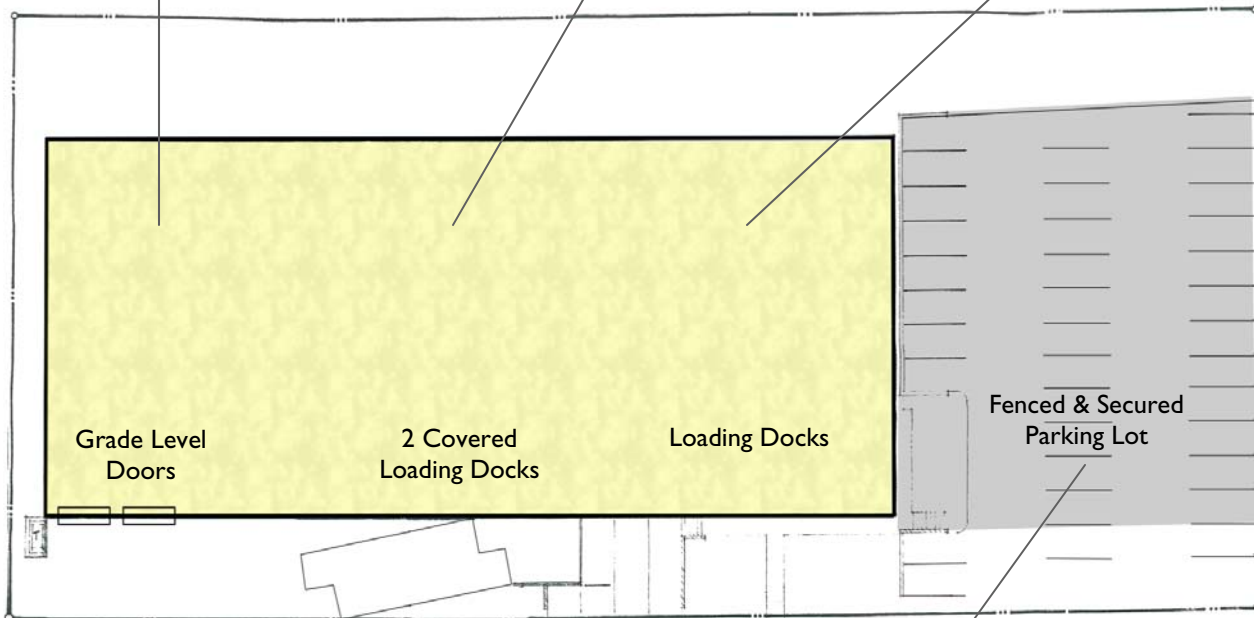 Grade Level
Doors
2 Covered
Loading Docks
Loading Docks
Fenced & Secured
Parking Lot